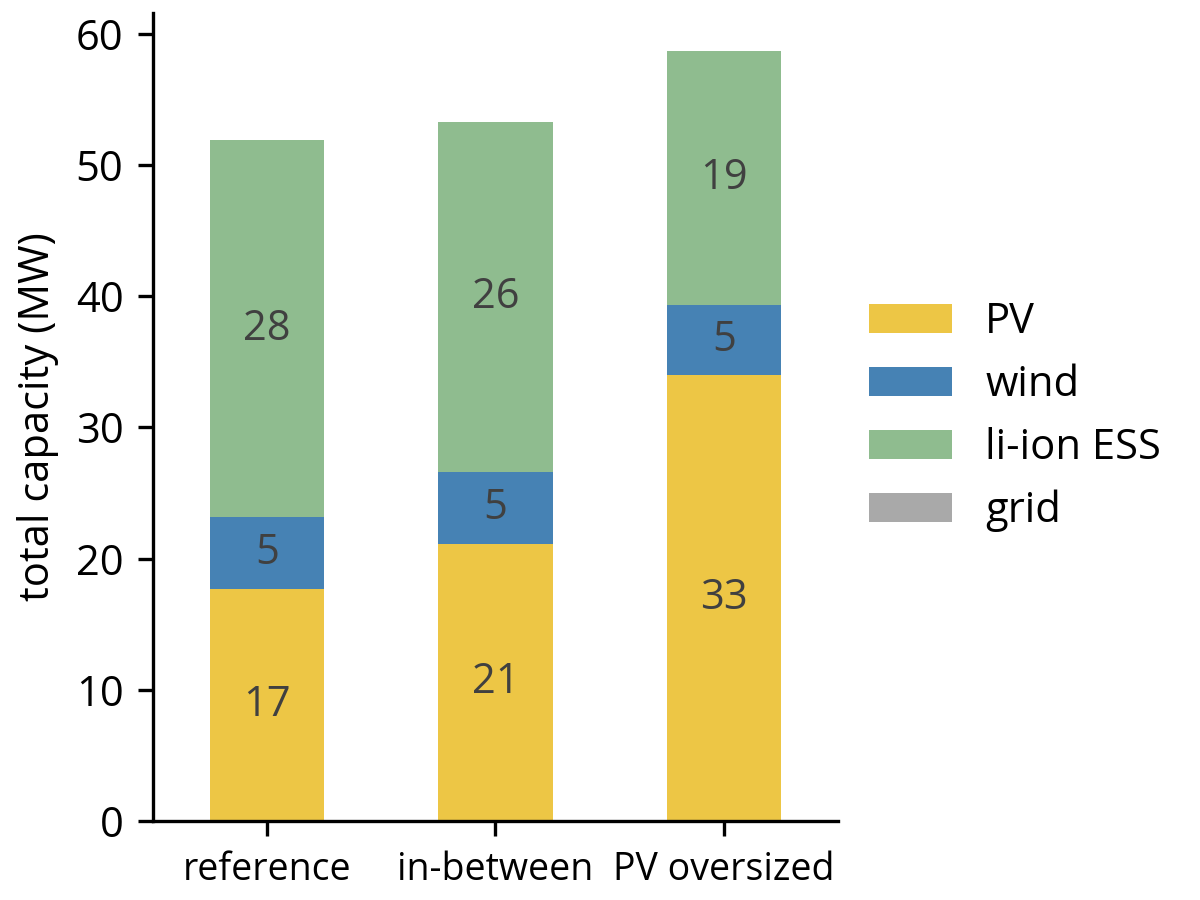 total capacity (MW)
60
50
40
30
20
10
0
28
5
17
26
5
21
19
5
33
reference
in-between
PV oversized
PV
wind
li-ion ESS
grid